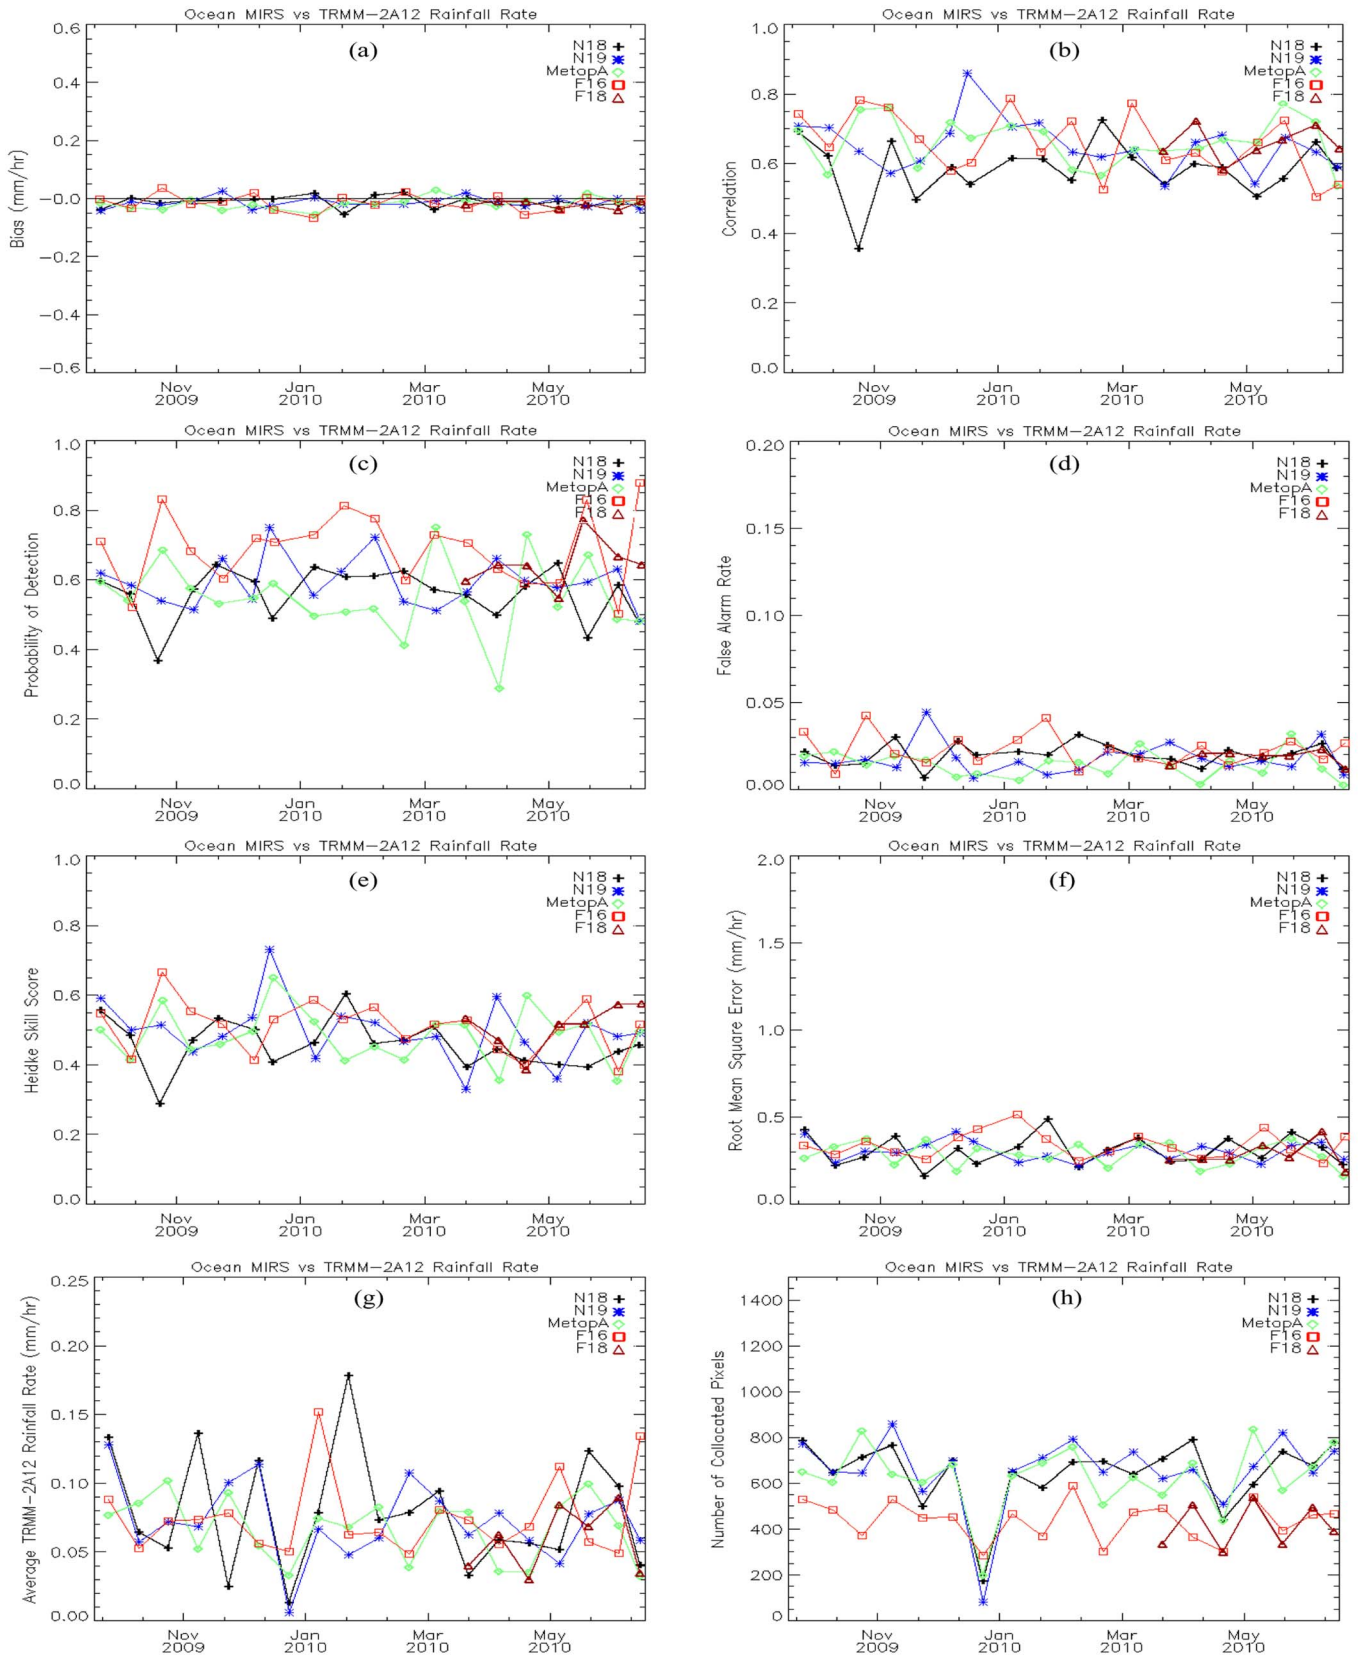 Ocean MIRS vs TRMM-2A12 Rainfall Rate
(a)
N18
N19
MetopA
F16
F18
0.6
0.4
0.2
-0.0
-0.2
-0.4
-0.6
Bias (mm/hr)
Nov Jan Mar May
2009 2010 2010 2010
Ocean MIRS vs TRMM-2A12 Rainfall Rate
(b)
N18
N19
MetopA
F16
F18
1.0
0.8
0.6
0.4
0.2
0.0
Correlation
Nov Jan Mar May
2009 2010 2010 2010
Ocean MIRS vs TRMM-2A12 Rainfall Rate
(c)
N18
N19
MetopA
F16
F18
1.0
0.8
0.6
0.4
0.2
0.0
Probability of Detection
Nov Jan Mar May
2009 2010 2010 2010
Ocean MIRS vs TRMM-2A12 Rainfall Rate
(d)
N18
N19
MetopA
F16
F18
0.20
0.15
0.10
0.05
0.00
False Alarm Rate
Nov Jan Mar May
2009 2010 2010 2010
Ocean MIRS vs TRMM-2A12 Rainfall Rate
(e)
N18
N19
MetopA
F16
F18
1.0
0.8
0.6
0.4
0.2
0.0
Heidke Skill Score
Nov Jan Mar May
2009 2010 2010 2010
Ocean MIRS vs TRMM-2A12 Rainfall Rate
(f)
N18
N19
MetopA
F16
F18
2.0
1.5
1.0
0.5
0.0
Root Mean Square Error (mm/hr)
Nov Jan Mar May
2009 2010 2010 2010
Ocean MIRS vs TRMM-2A12 Rainfall Rate
(g)
N18
N19
MetopA
F16
F18
0.25
0.20
0.15
0.10
0.05
0.00
Average TRMM-2A12 Rainfall Rate (mm/hr)
Nov Jan Mar May
2009 2010 2010 2010
Ocean MIRS vs TRMM-2A12 Rainfall Rate
(h)
N18
N19
MetopA
F16
F18
1400
1200
1000
800
600
400
200
0
Number of Collocated Pixels
Nov Jan Mar May
2009 2010 2010 2010